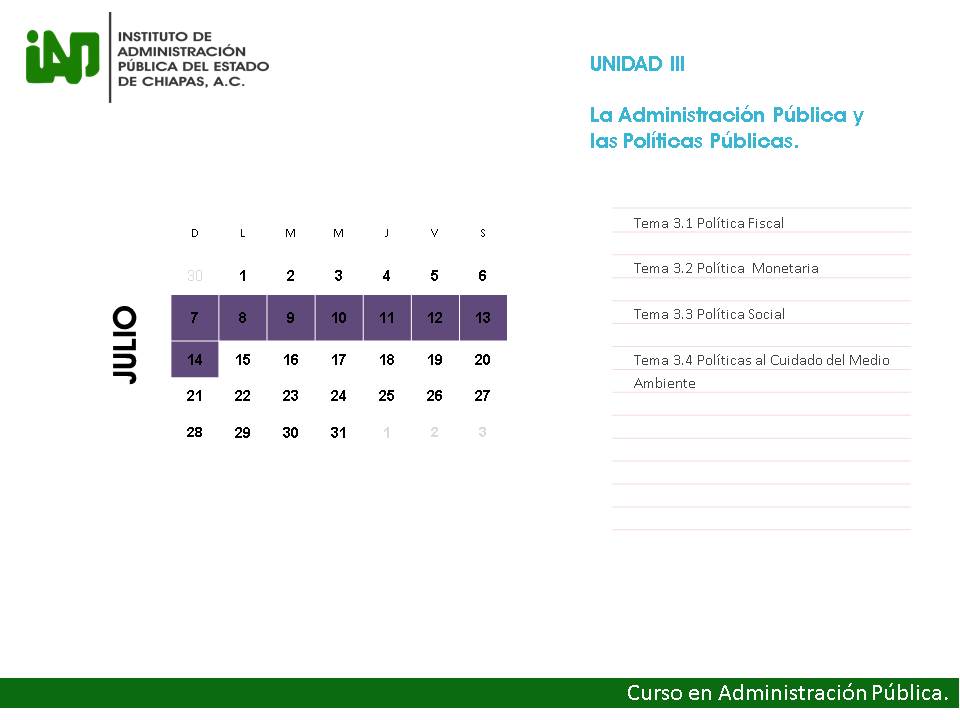 INSTITUTO DE
ADMINISTRACIÓN
PÚBLICA DEL ESTADO
DE CHIAPAS, A.C.
UNIDAD III
La Administración Pública y
las Políticas Públicas.
JULIO
D L M M J V S
30 1 2 3 4 5 6
7 8 9 10 11 12 13
14 15 16 17 18 19 20
21 22 23 24 25 26 27
28 29 30 31 1 2 3
Tema 3.1 Política Fiscal
Tema 3.2 Política Monetaria
Tema 3.3 Política Social
Tema 3.4 Políticas al Cuidado del Medio
Ambiente
Curso en Administración Pública.